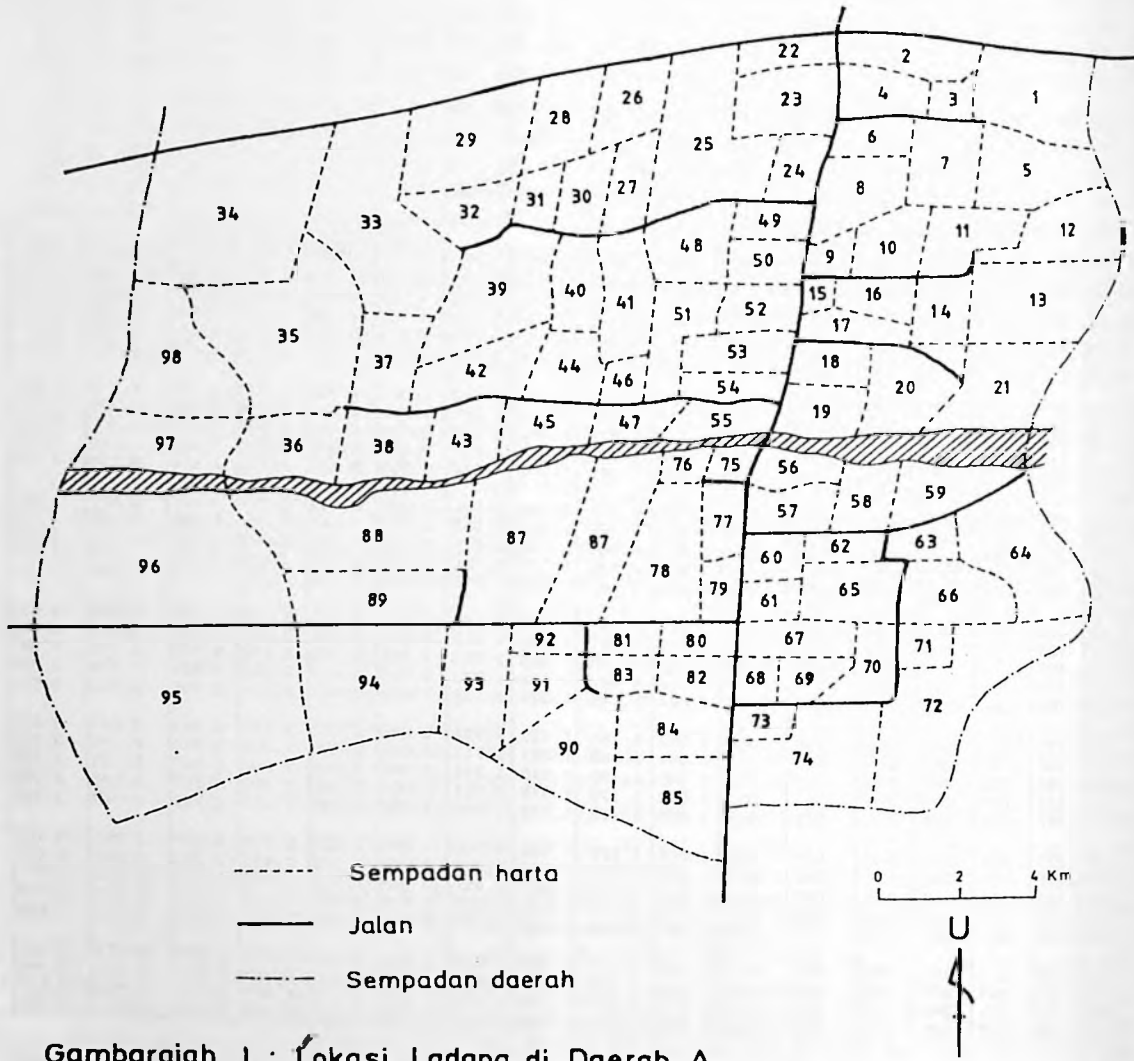 22 2
26 23 4 3 1
28
29 25 6
24 7 5
27 8
31 30
34 32
33 49 11 12
48 9 10
50
39 40 15 16 13
41 52 14
51 17
35
98 53 18
37 44
42 46 54 20 21
19
45 47 55
97 36 38 43
76 75 56
59
57 58
88 87 87 77
96 62 63 64
60
78
89 79 61 65 66
92 81 80 67
71
70
94 93 91 83 82 68 69
95 72
90 84 73
74
85
Sempadan harta
0 2 4 Km
Jalan
U
Sempadan daerah
Gambarajah 1 : Lokasi Ladang di Daerah A